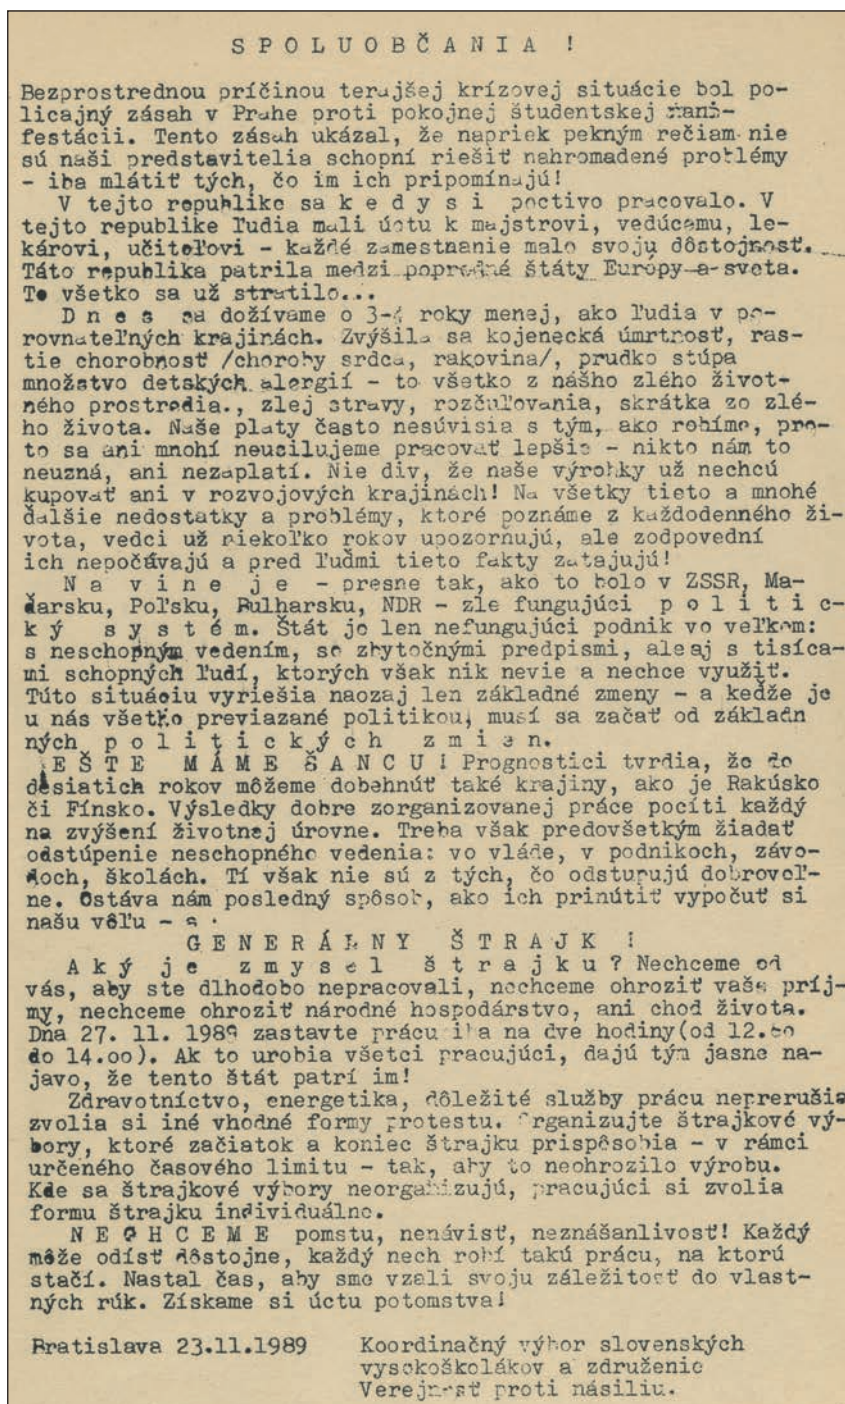 S P O L U O B Č A N I A !
Bezprostrednou príčinou terajšej krízovej situácie bol po-
licajný zásah v Prahe proti pokojnej študentskej mani-
festácii. Tento zásah ukázal, že napriek pekným rečiam nie
sú naši predstavitelia schopní riešiť nahromadené problémy
- iba mlátiť tých, čo im ich pripomínajú!
V tejto republike sa k e d y s i poctivo pracovalo. V
tejto republike ľudia mali úctu k majstrovi, vedúcemu, le-
károvi, učiteľovi - každé zamestnanie malo svoju dôstojnosť.
Táto republika patrila medzi popredné štáty Európy a sveta.
To všetko sa už stratilo...
D n e s sa dožívame o 3-4 roky menej, ako ľudia v po-
rovnateľných krajinách. Zvýšila sa kojenecká úmrtnosť, ras-
tie chorobnosť /choroby srdca, rakovina/, prudko stúpa
množstvo detských alergií - to všetko z nášho zlého život-
ného prostredia., zlej stravy, rozčuľovania, skrátka zo zlé-
ho života. Naše platy často nesúvisia s tým, ako robíme, pre-
to sa ani mnohí neusilujeme pracovať lepšie - nikto nám to
neuzná, ani nezaplatí. Nie div, že naše výrobky už nechcú
kupovať ani v rozvojových krajinách! Na všetky tieto a mnohé
ďalšie nedostatky a problémy, ktoré poznáme z každodenného ži-
vota, vedci už niekoľko rokov upozorňujú, ale zodpovední
ich nepočúvajú a pred ľuďmi tieto fakty zatajujú!
N a v i n e j e - presne tak, ako to bolo v ZSSR, Ma-
ďarsku, Poľsku, Bulharsku, NDR - zle fungujúci p o l i t i c-
k ý s y s t é m. Štát je len nefungujúci podnik vo veľkom:
s neschopným vedením, so zbytočnými predpismi, aleaj s tisíca-
mi schopných ľudí, ktorých však nik nevie a nechce využiť.
Túto situáciu vyriešia naozaj len základné zmeny - a kedže je
u nás všetko previazané politikou, musí sa začať od základn
ných p o l i t i c k ý c h z m i e n.
JEŠTE MÁME ŠANCU! Prognostici tvrdia, že do
desiatich rokov môžeme dobehnúť také krajiny, ako je Rakúsko
či Fínsko. Výsledky dobre zorganizovanej práce pocíti každý
na zvýšení životnej úrovne. Treba však predovšetkým žiadať
odstúpenie neschopného vedenia: vo vláde, v podnikoch, závo-
doch, školách. Tí však nie sú z tých, čo odstupujú dobrovoľ-
ne. Ostáva nám posledný spôsob, ako ich prinútiť vypočuť si
našu vôľu -
G E N E R Á L N Y Š T R A J K !
A k ý j e z m y s e l š t r a j k u ? Nechceme od
vás, aby ste dlhodobo nepracovali, nechceme ohroziť vaše príj-
my, nechceme ohroziť národné hospodárstvo, ani chod života.
Dňa 27. 11. 1989 zastavte prácu iba na dve hodiny(od 12.oo
do 14.oo). Ak to urobia všetci pracujúci, dajú tým jasne na-
javo, že tento štát patrí im!
Zdravotníctvo, energetika, dôležité služby prácu neprerušia
zvolia si iné vhodné formy protestu. Organizujte štrajkové vý-
bory, ktoré začiatok a koniec štrajku prispôsobia - v rámci
určeného časového limitu - tak, aby to neohrozilo výrobu.
Kde sa štrajkové výbory neorganizujú, pracujúci si zvolia
formu štrajku individuálne.
N E C H C E M E pomstu, nenávisť, neznášanlivosť! Každý
môže odísť dôstojne, každý nech robí takú prácu, na ktorú
stačí. Nastal čas, aby sme vzali svoju záležitosť do vlast-
ných rúk. Získame si úctu potomstva!
Bratislava 23.11.1989 Koordinačný výbor slovenských
vysokoškolákov a združenie
Verejnosť proti násiliu.